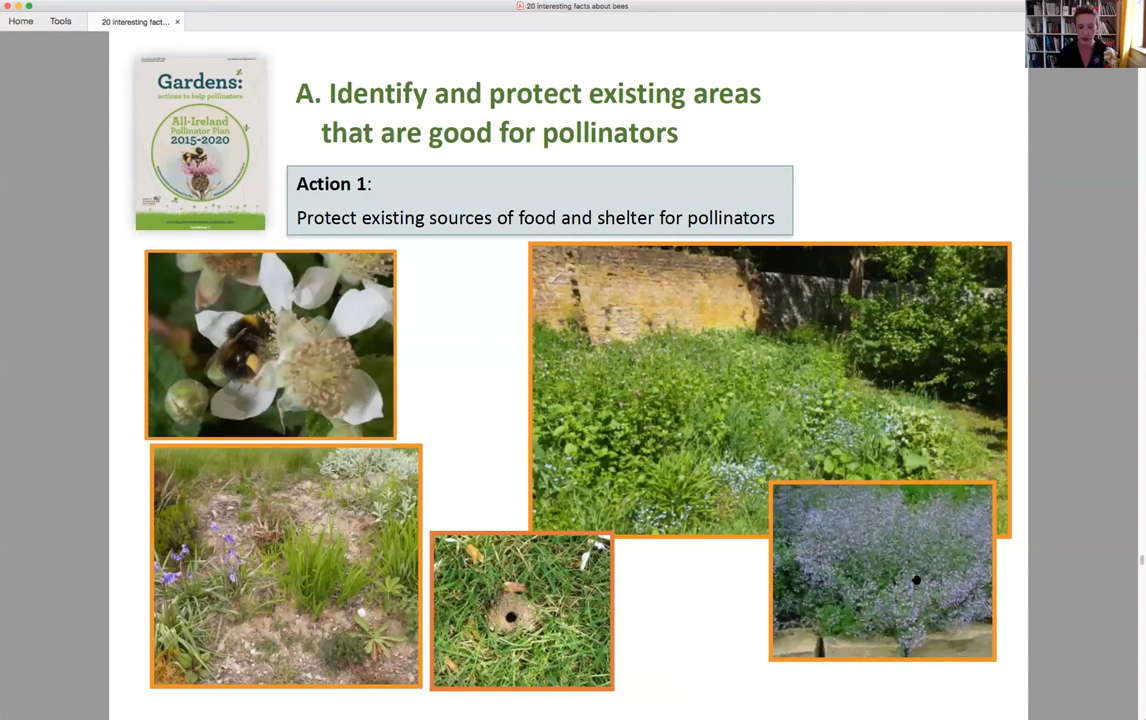 20 interesting facts about bees
Home
Tools
20 interesting fact...
×
Gardens:
actions to help pollinators
All-Ireland
Pollinator Plan
2015-2020
A. Identify and protect existing areas
that are good for pollinators
Action 1:
Protect existing sources of food and shelter for pollinators